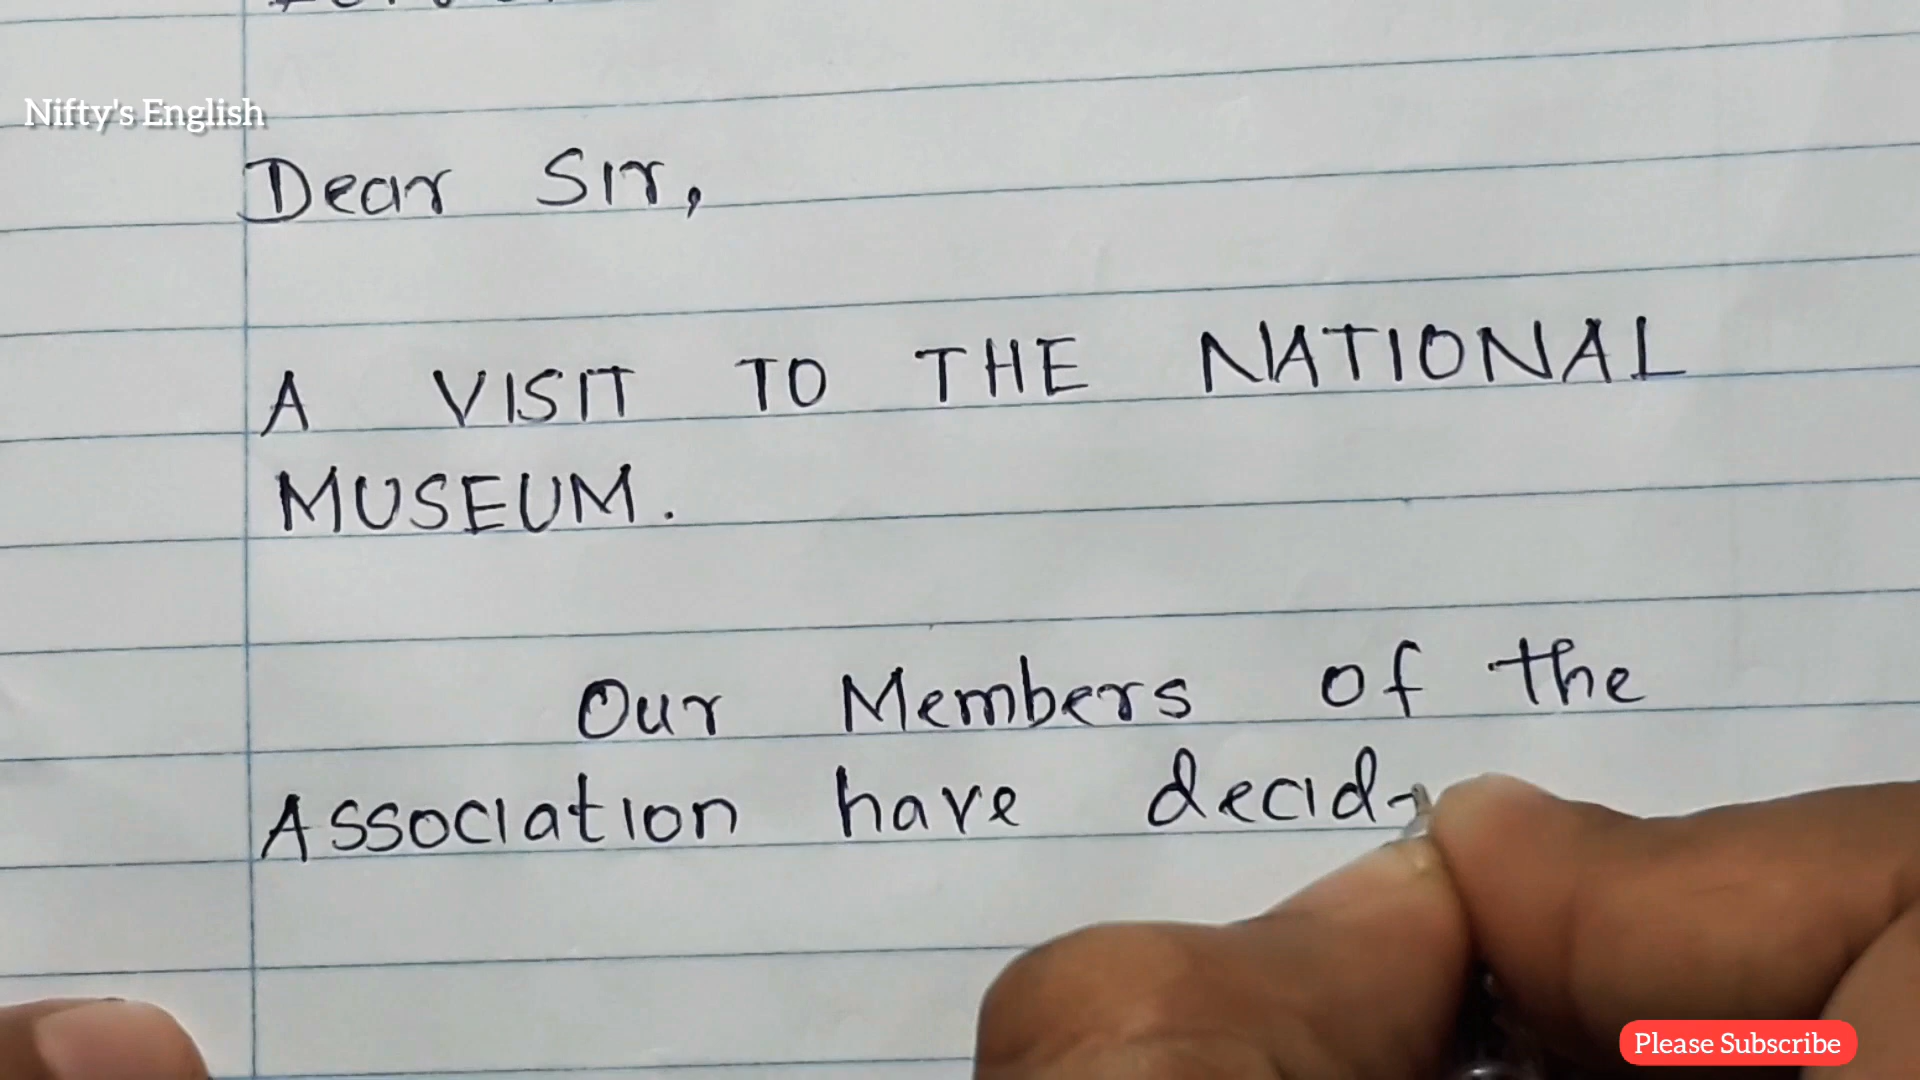 Nifty's English
Dear Sir,
A VISIT TO THE NATIONAL
MUSEUM.
Our Members of the
Association have decid
Please Subscribe